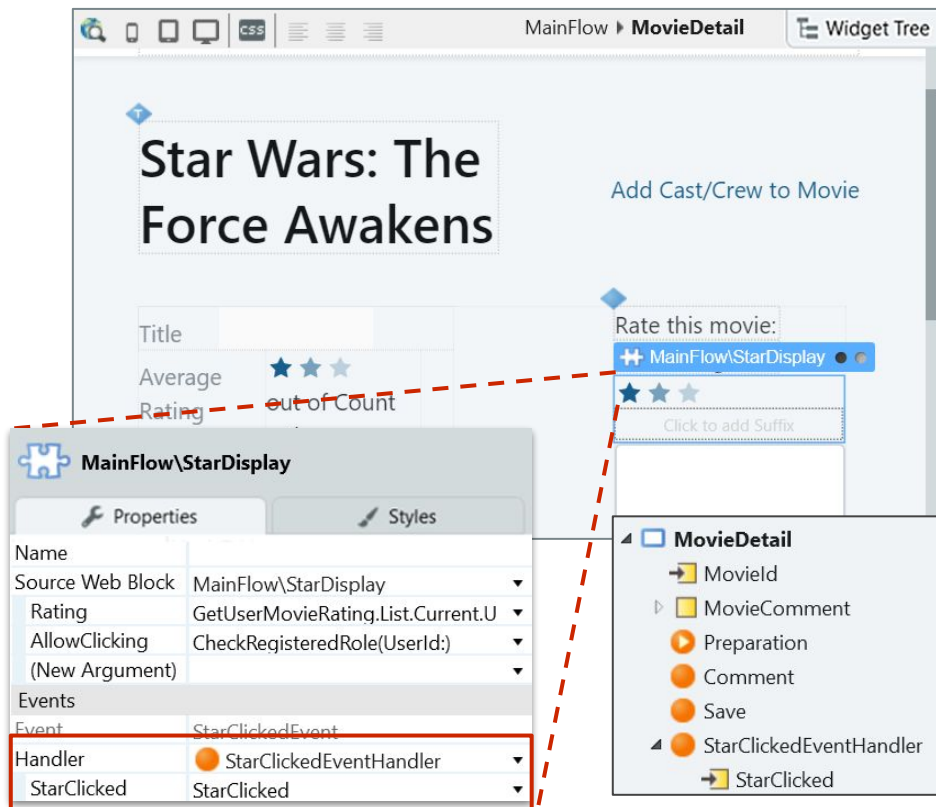 CSS
MainFlow MovieDetail
Widget Tree
T
Star Wars: The
Force Awakens
Add Cast/Crew to Movie
Title
Average
Rating
out of Count
Rate this movie:
MainFlow\StarDisplay
Click to add Suffix
MainFlow\StarDisplay
Properties
Styles
Name
Source Web Block MainFlow\StarDisplay
Rating GetUserMovieRating.List.Current.U
AllowClicking CheckRegisteredRole(UserId:)
(New Argument)
Events
Event StarClickedEvent
Handler StarClickedEventHandler
StarClicked StarClicked
MovieDetail
MovieId
MovieComment
Preparation
Comment
Save
StarClickedEventHandler
StarClicked